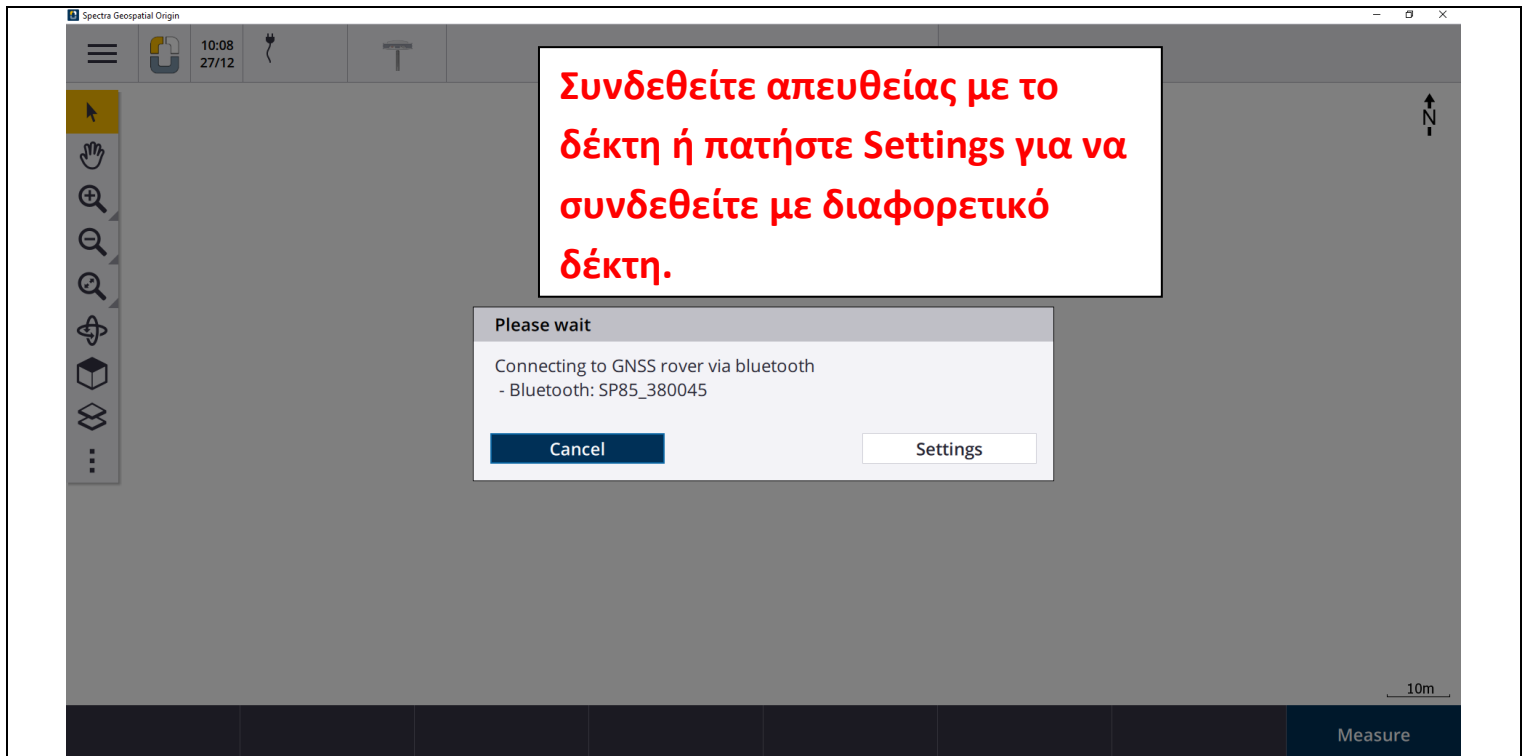 Spectra Geospatial Origin
10:08
27/12
Συνδεθείτε απευθείας με το
δέκτη ή πατήστε Settings για να
συνδεθείτε με διαφορετικό
δέκτη.
N
Please wait
Connecting to GNSS rover via bluetooth
- Bluetooth: SP85_380045
Cancel Settings
10m
Measure